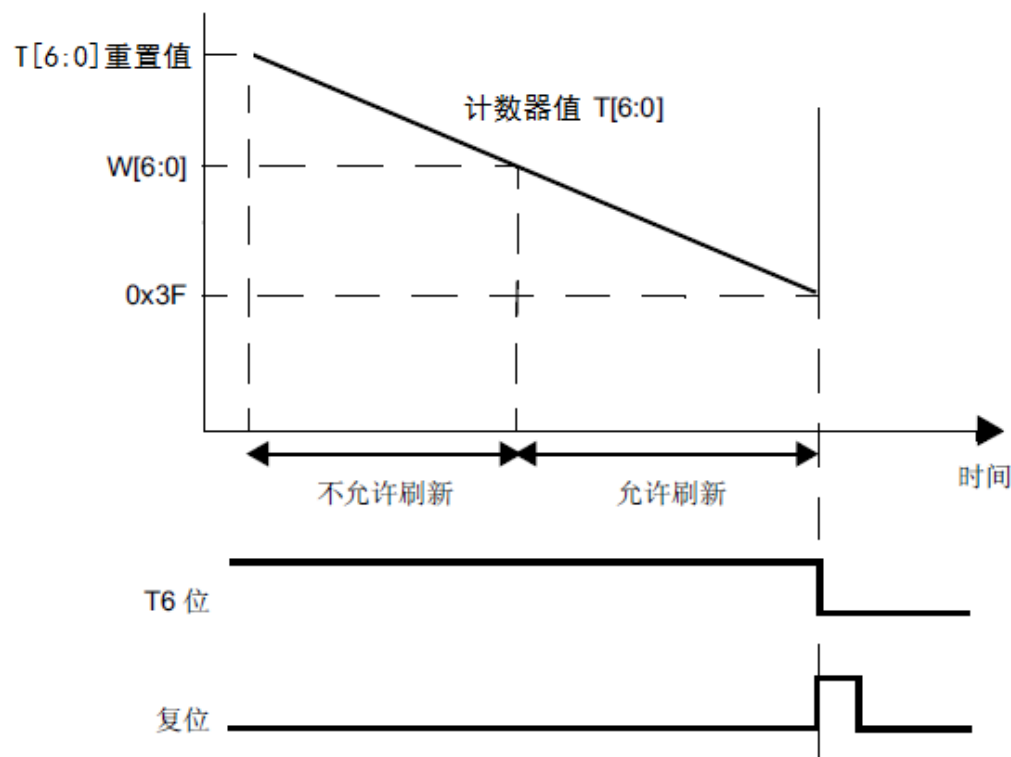 T[6:0]重置值
计数器值 T[6:0]
W[6:0]
0x3F
不允许刷新
允许刷新
时间
T6 位
复位